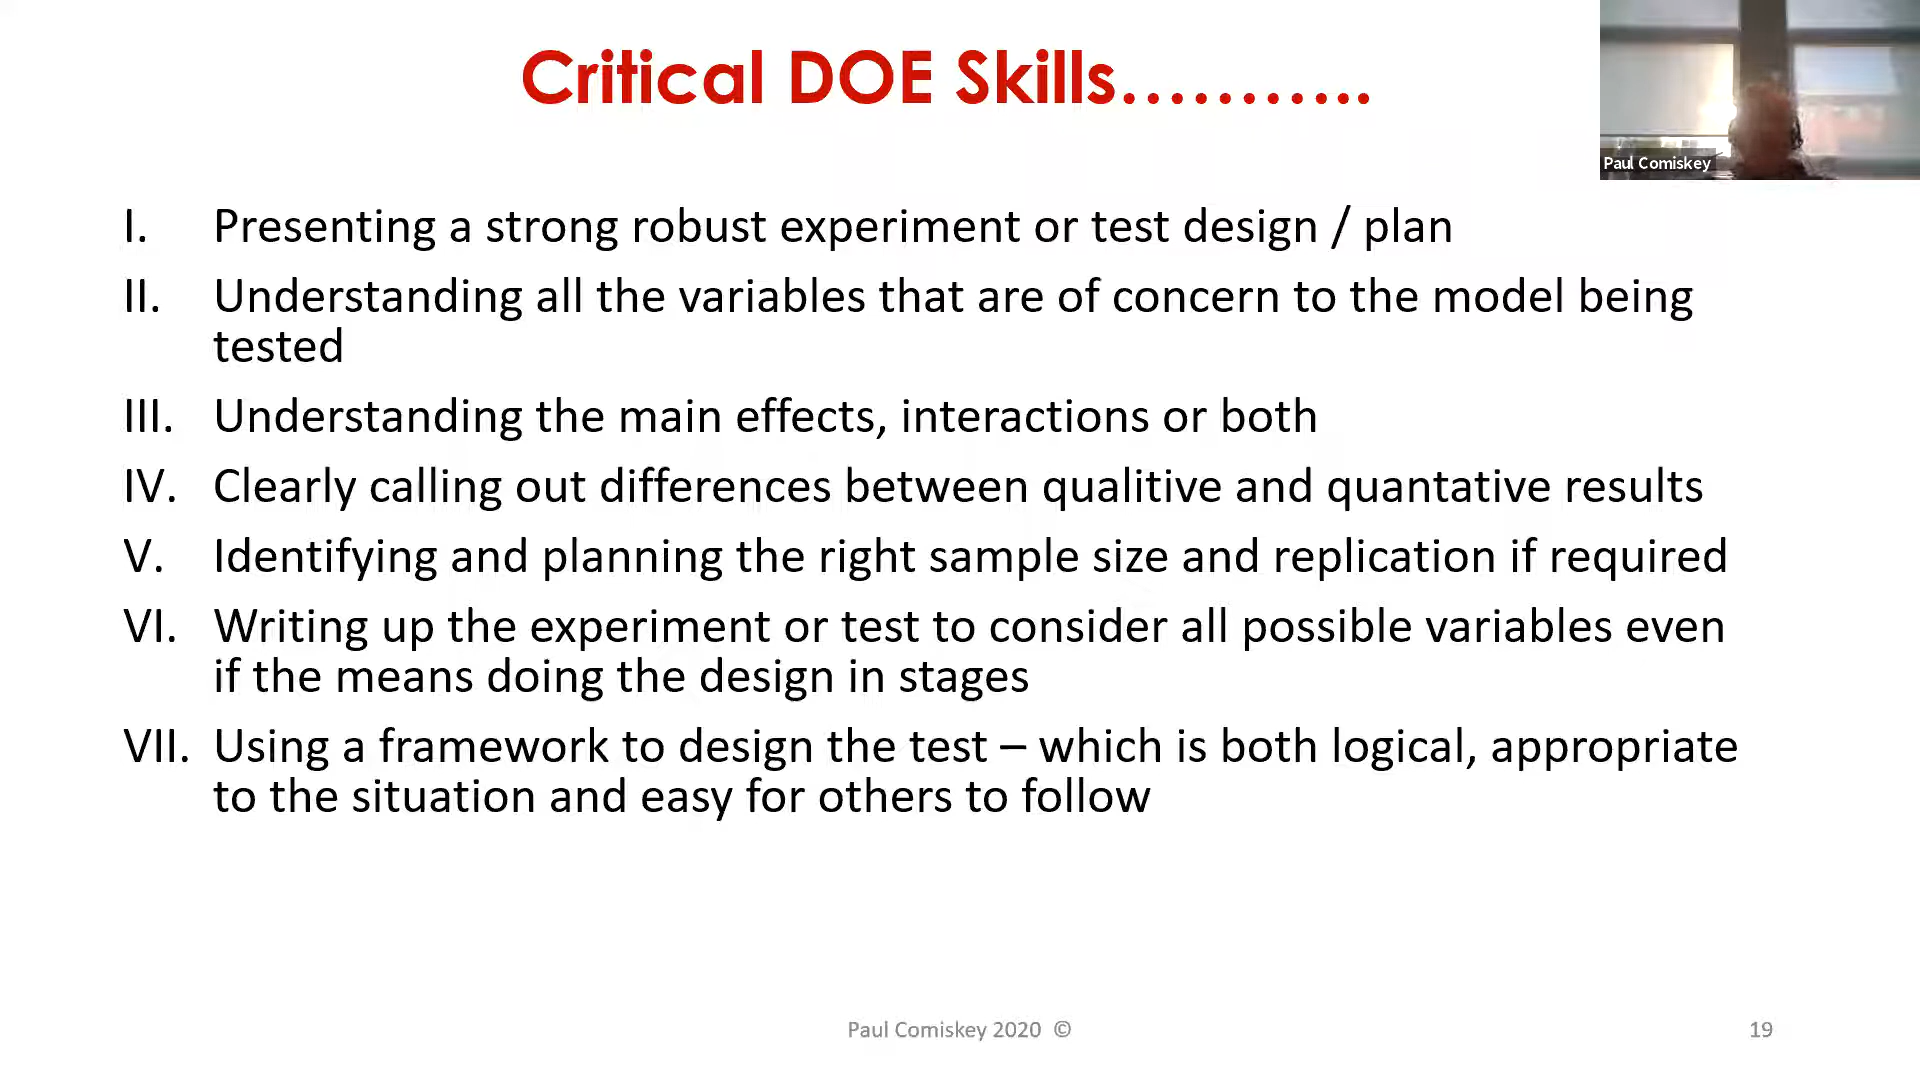 Critical DOE Skills...........
Paul Comiskey
I. Presenting a strong robust experiment or test design / plan
II. Understanding all the variables that are of concern to the model being
tested
III. Understanding the main effects, interactions or both
IV. Clearly calling out differences between qualitive and quantative results
V. Identifying and planning the right sample size and replication if required
VI. Writing up the experiment or test to consider all possible variables even
if the means doing the design in stages
VII. Using a framework to design the test – which is both logical, appropriate
to the situation and easy for others to follow
Paul Comiskey 2020 ©
19